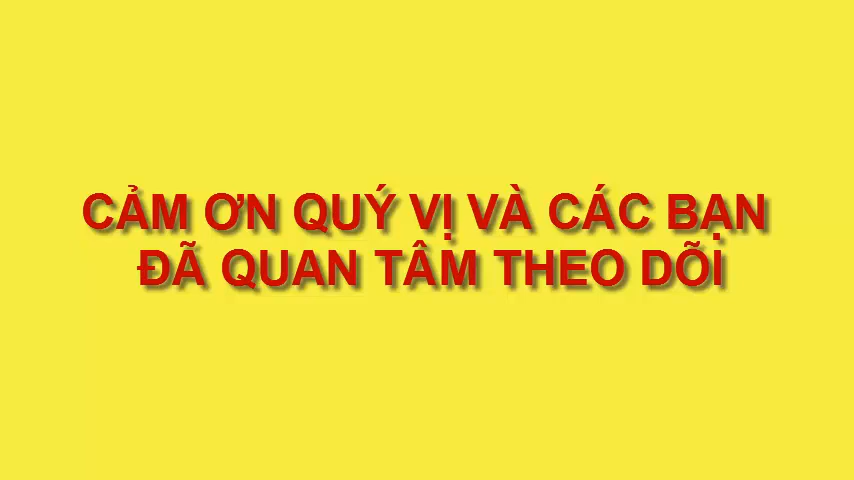 CẢM ƠN QUÝ VỊ VÀ CÁC BẠN
ĐÃ QUAN TÂM THEO DÕI